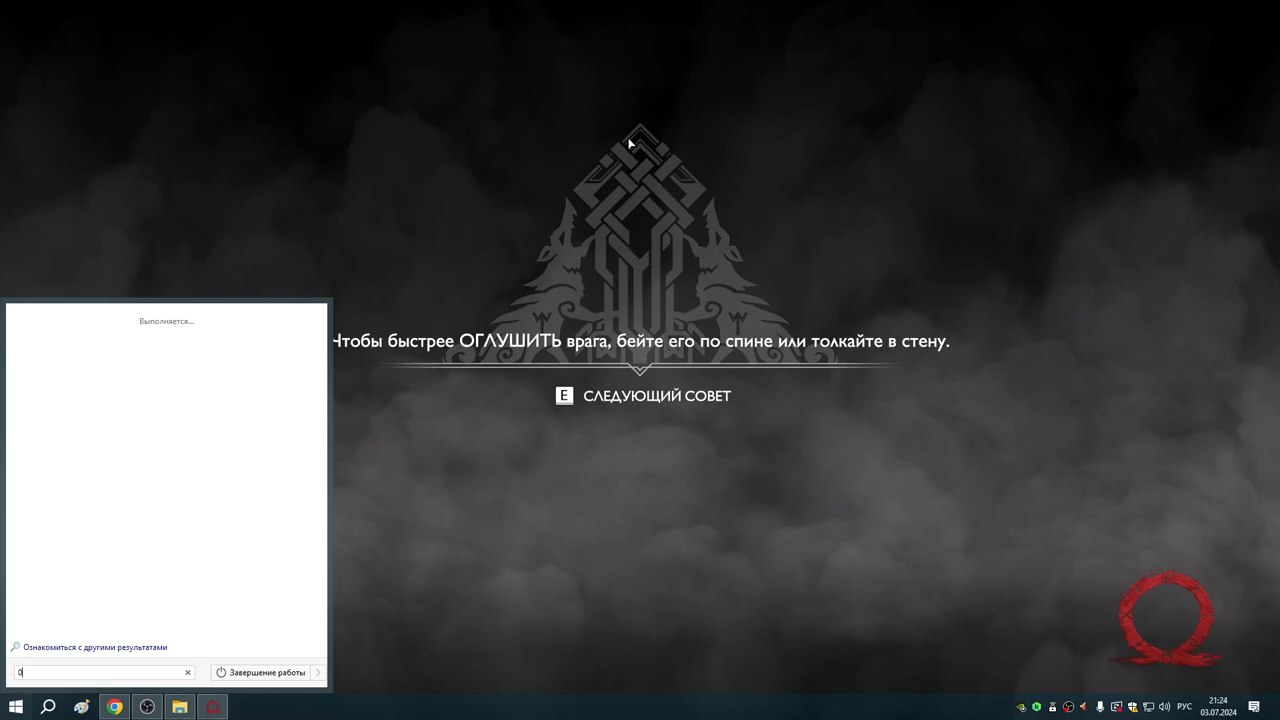 Выполняется...
Чтобы быстрее ОГЛУШИТЬ врага, бейте его по спине или толкайте в стену.
E СЛЕДУЮЩИЙ СОВЕТ
Ознакомиться с другими результатами
0
Завершение работы
РУС
21:24
03.07.2024